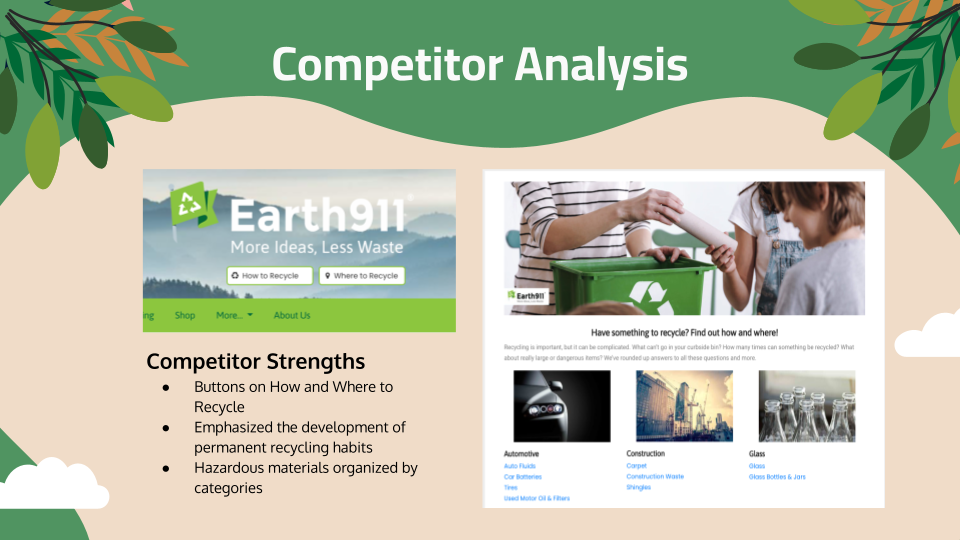 Competitor Analysis
Earth911
More Ideas, Less Waste
How to Recycle
Where to Recycle
ng Shop More... About Us
Competitor Strengths
● Buttons on How and Where to
Recycle
● Emphasized the development of
permanent recycling habits
● Hazardous materials organized by
categories
Earth911
Have something to recycle? Find out how and where!
Recycling is important, but it can be complicated. What can't go in your curbside bin? How many times can something be recycled? What
about really large or dangerous items? We've rounded up answers to all these questions and more.
Automotive
Auto Fluids
Car Batteries
Tires
Used Motor Oil & Filters
Construction
Carpet
Construction Waste
Shingles
Glass
Glass
Glass Bottles & Jars